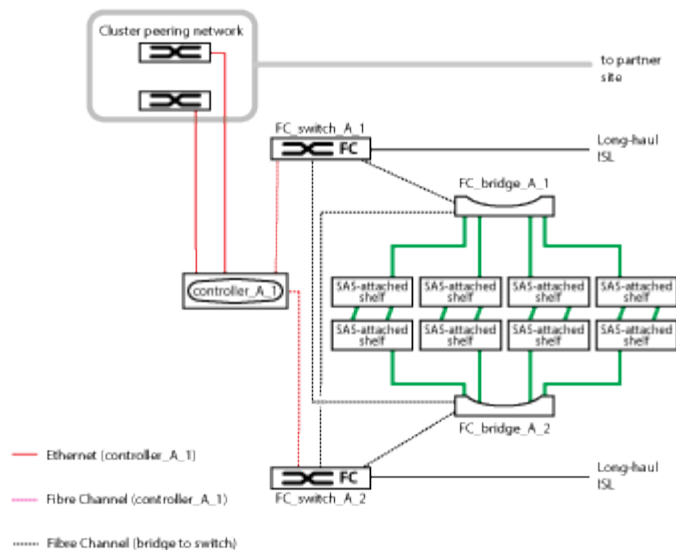 Cluster peering network
to partner
site
FC_switch_A_1
FC
Long-haul
ISL
FC_bridge_A_1
controller_A_1
SAS-attached
shelf
SAS-attached
shelf
SAS-attached
shelf
SAS-attached
shelf
SAS-attached
shelf
SAS-attached
shelf
SAS-attached
shelf
SAS-attached
shelf
FC_bridge_A_2
Ethernet (controller_A_1)
FC
Long-haul
ISL
Fibre Channel (controller_A_1)
FC_switch_A_2
Fibre Channel (bridge to switch)